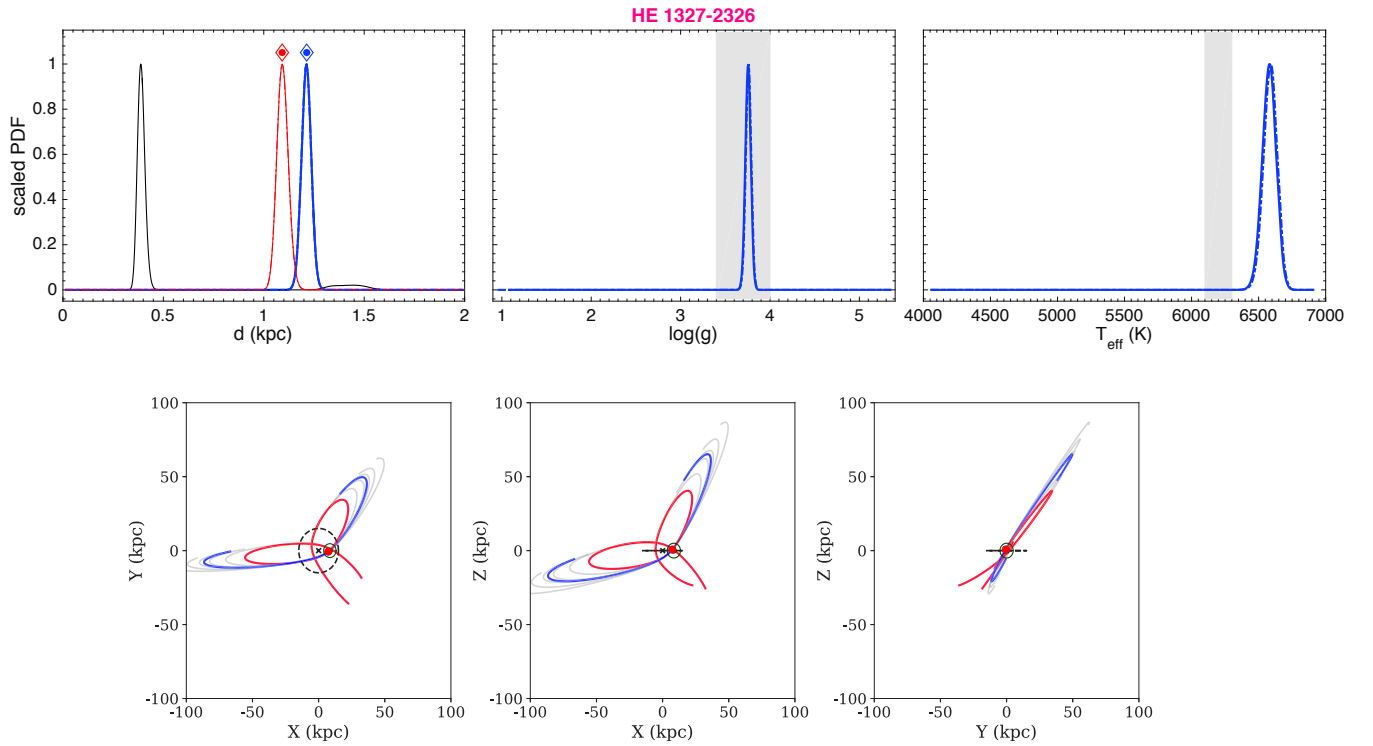 HE 1327-2326
scaled PDF
1
0.8
0.6
0.4
0.2
0
0 0.5 1 1.5 2
d (kpc)
1 2 3 4 5
log(g)
4000 4500 5000 5500 6000 6500 7000
T_eff (K)
100
50
0
-50
-100
Y (kpc)
-100 -50 0 50 100
X (kpc)
100
50
0
-50
-100
Z (kpc)
-100 -50 0 50 100
X (kpc)
100
50
0
-50
-100
Z (kpc)
-100 -50 0 50 100
Y (kpc)